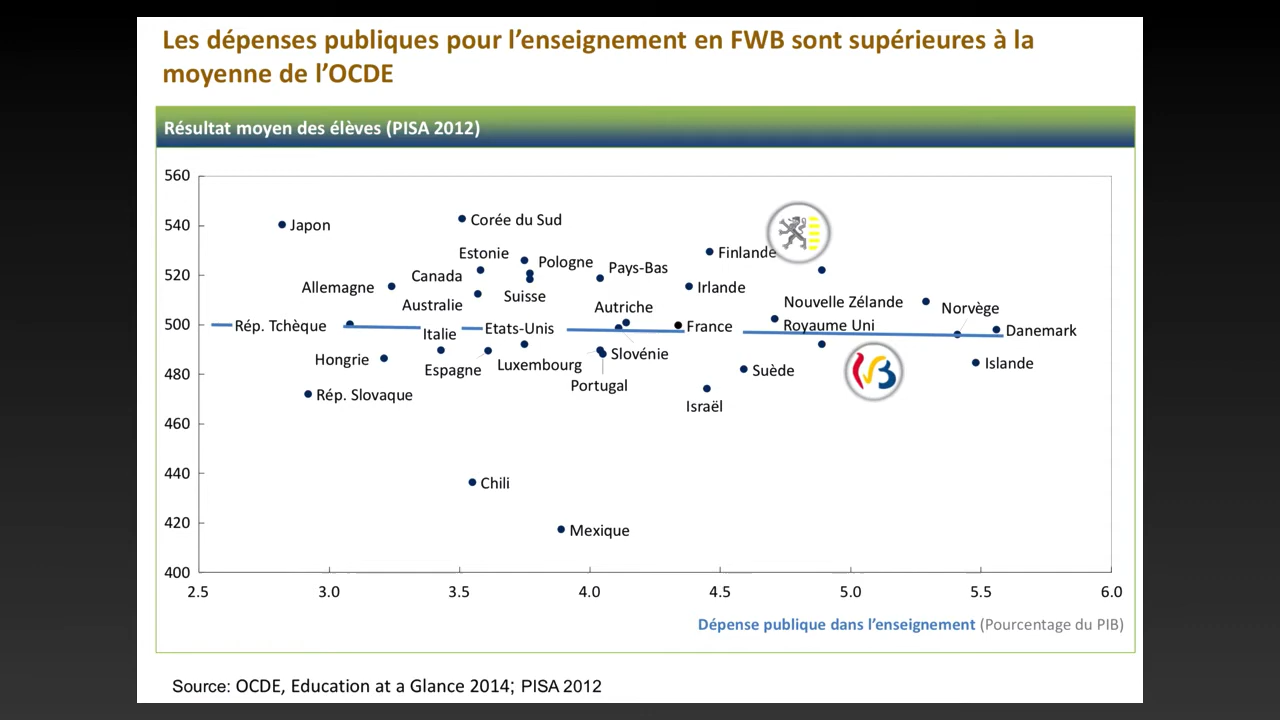 Les dépenses publiques pour l’enseignement en FWB sont supérieures à la
moyenne de l’OCDE
Résultat moyen des élèves (PISA 2012)
560
540
520
500
480
460
440
420
400
Japon
Corée du Sud
Estonie
Pologne
Finlande
Canada
Pays-Bas
Allemagne
Suisse
Irlande
Australie
Autriche
Nouvelle Zélande
Norvège
Rép. Tchèque
Italie
Etats-Unis
France
Royaume Uni
Danemark
Hongrie
Espagne
Luxembourg
Slovénie
Portugal
Suède
Islande
Rép. Slovaque
Israël
Chili
Mexique
2.5
3.0
3.5
4.0
4.5
5.0
5.5
6.0
Dépense publique dans l’enseignement (Pourcentage du PIB)
Source: OCDE, Education at a Glance 2014; PISA 2012